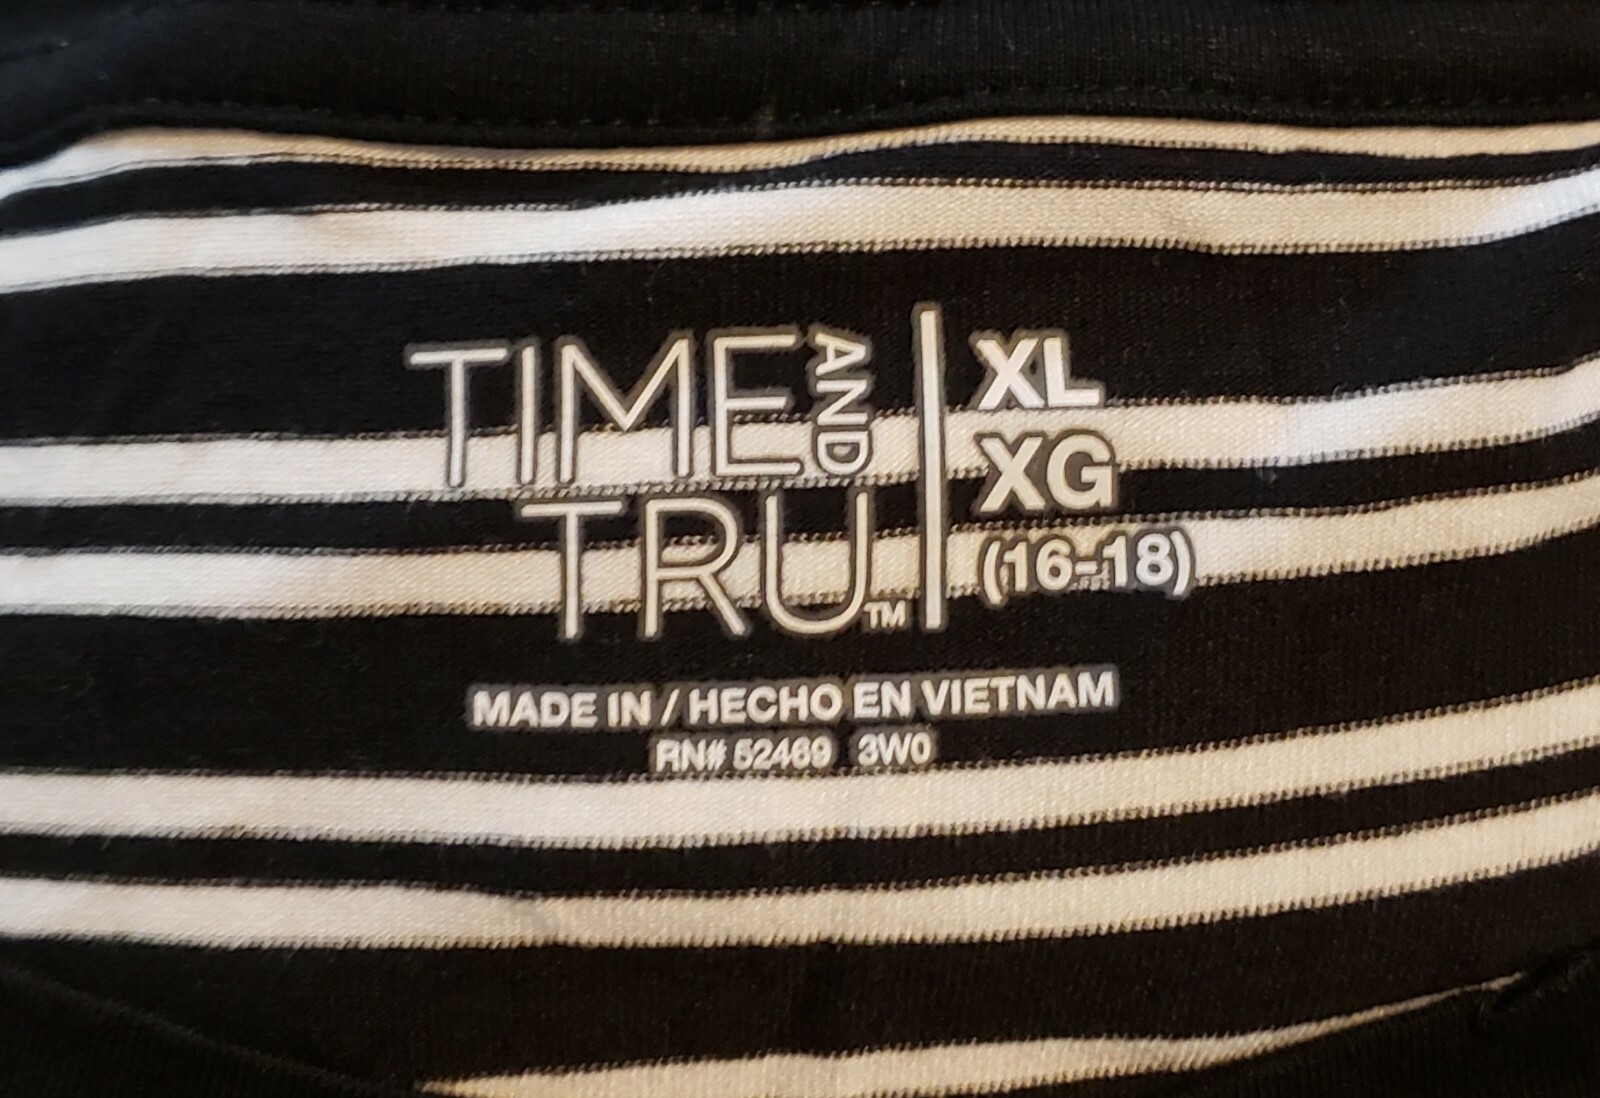 TIME AND
TRU™
XL
XG
(16-18)
MADE IN / HECHO EN VIETNAM
RN# 52469 3W0